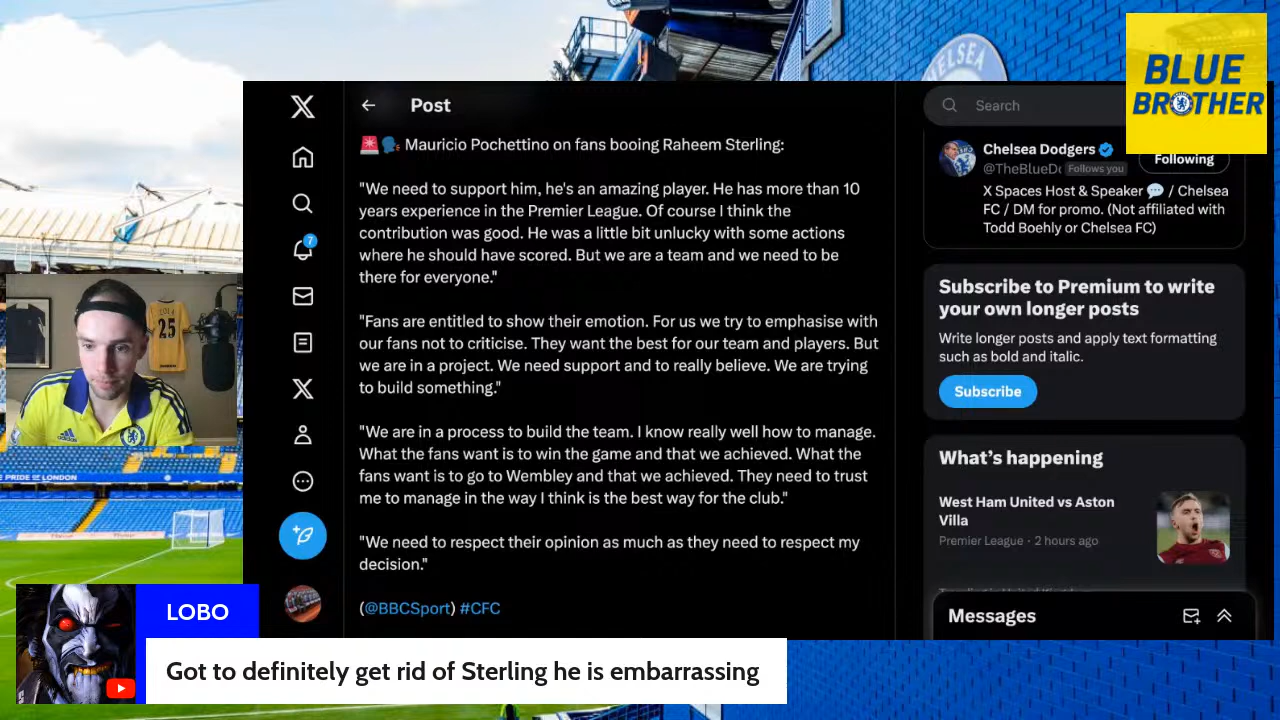 CHELSEA
BLUE
BROTHER
Post
Search
🚨🗣️ Mauricio Pochettino on fans booing Raheem Sterling:
"We need to support him, he's an amazing player. He has more than 10
years experience in the Premier League. Of course I think the
contribution was good. He was a little bit unlucky with some actions
where he should have scored. But we are a team and we need to be
there for everyone."
"Fans are entitled to show their emotion. For us we try to emphasise with
our fans not to criticise. They want the best for our team and players. But
we are in a project. We need support and to really believe. We are trying
to build something."
"We are in a process to build the team. I know really well how to manage.
What the fans want is to win the game and that we achieved. What the
fans want is to go to Wembley and that we achieved. They need to trust
me to manage in the way I think is the best way for the club."
"We need to respect their opinion as much as they need to respect my
decision."
(@BBCSport) #CFC
Chelsea Dodgers
@TheBlueDo
Follows you
Following
X Spaces Host & Speaker 💬 / Chelsea
FC / DM for promo. (Not affiliated with
Todd Boehly or Chelsea FC)
Subscribe to Premium to write
your own longer posts
Write longer posts and apply text formatting
such as bold and italic.
Subscribe
What's happening
West Ham United vs Aston
Villa
Premier League · 2 hours ago
Messages
7
ZOLA
25
PRIDE OF LONDON
LOBO
Got to definitely get rid of Sterling he is embarrassing